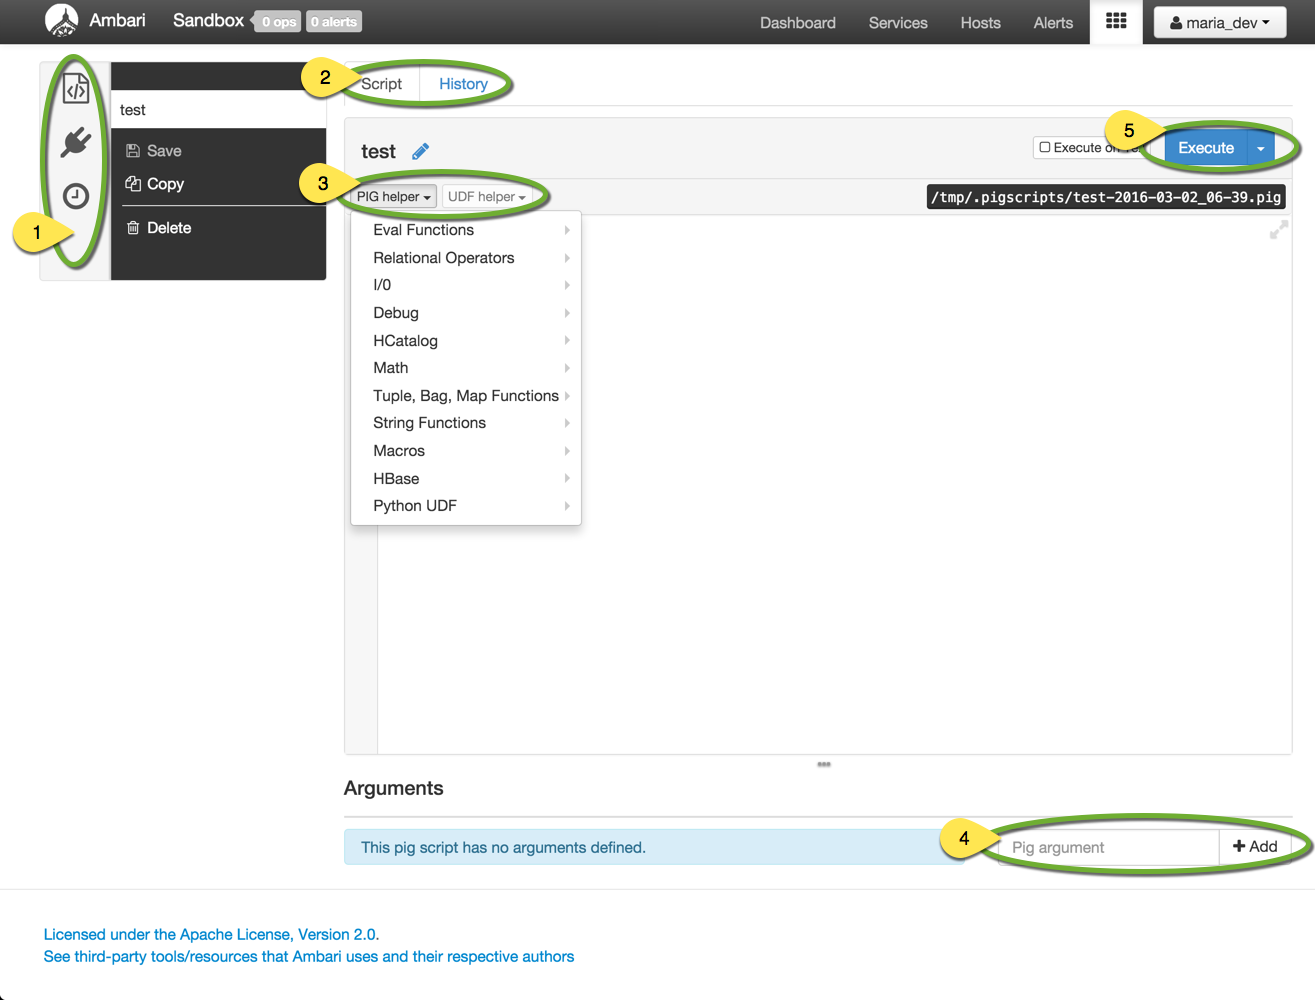 Ambari Sandbox 0 ops 0 alerts Dashboard Services Hosts Alerts maria_dev
2 Script History
test
5 Execute on Execute
test
Save
3 PIG helper UDF helper /tmp/.pigscripts/test-2016-03-02_06-39.pig
Copy
1
Delete
Eval Functions
Relational Operators
I/0
Debug
HCatalog
Math
Tuple, Bag, Map Functions
String Functions
Macros
HBase
Python UDF
Arguments
This pig script has no arguments defined. 4 Pig argument Add
Licensed under the Apache License, Version 2.0.
See third-party tools/resources that Ambari uses and their respective authors